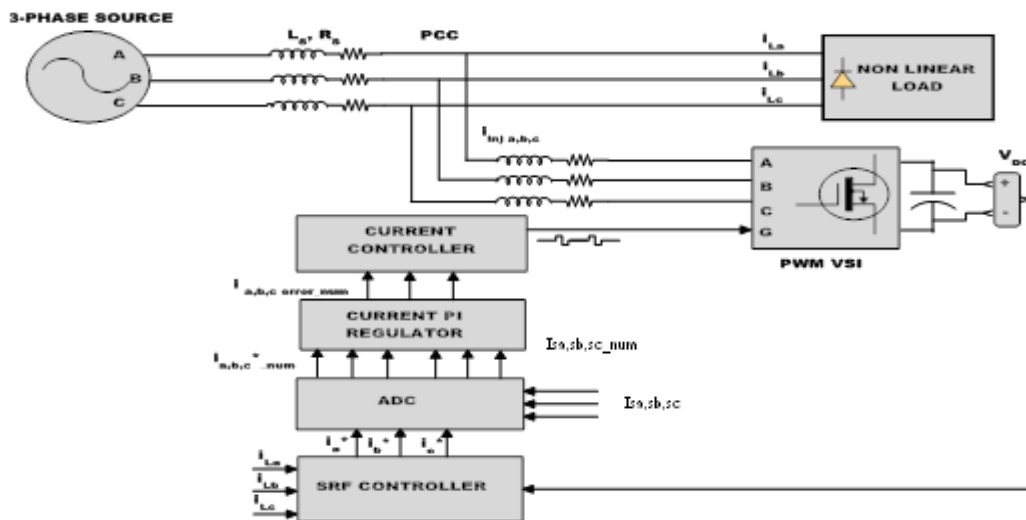 3-PHASE SOURCE
A
B
C
Ls, Rs
PCC
iLa
iLb
iLc
NON LINEAR
LOAD
iinj a,b,c
A
B
C
G
VDC
+
-
PWM VSI
CURRENT
CONTROLLER
i a,b,c error_num
CURRENT PI
REGULATOR
Isa,sb,sc_num
ia,b,c*_num
ADC
Isa,sb,sc
ia* ib* ic*
iLa
iLb
iLc
SRF CONTROLLER